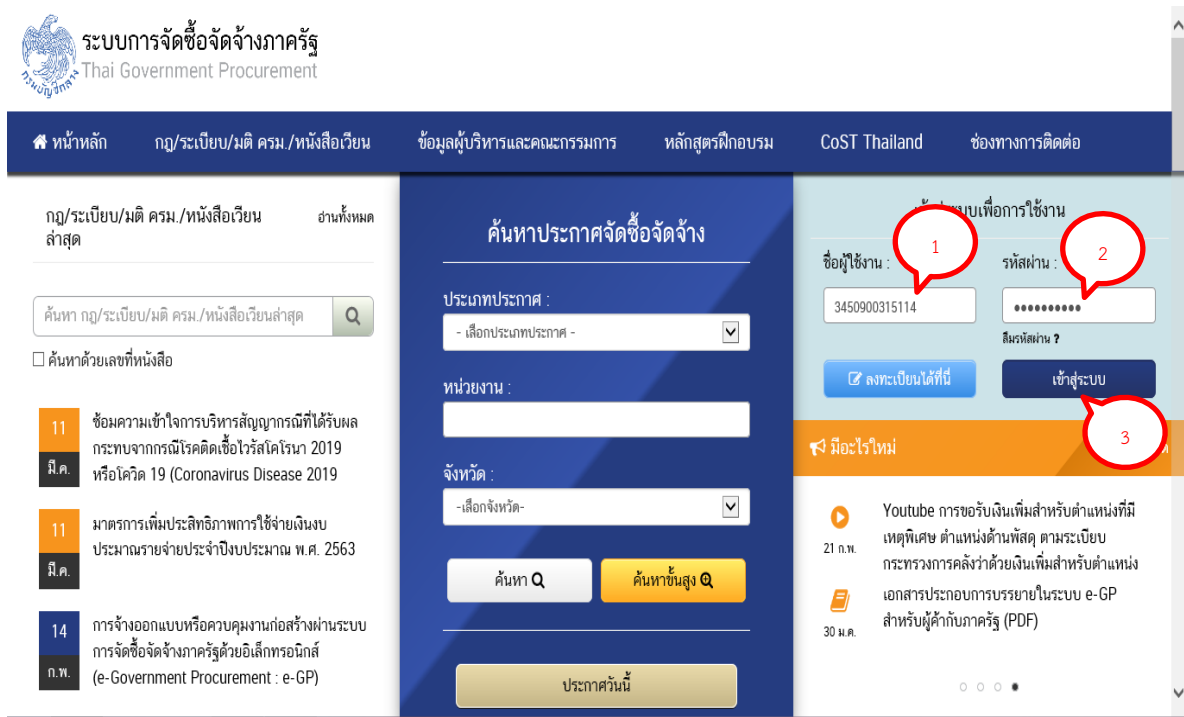 ระบบการจัดซื้อจัดจ้างภาครัฐ
Thai Government Procurement
กรมบัญชีกลาง
หน้าหลัก
กฎ/ระเบียบ/มติ ครม./หนังสือเวียน
ข้อมูลผู้บริหารและคณะกรรมการ
หลักสูตรฝึกอบรม
CoST Thailand
ช่องทางการติดต่อ
กฎ/ระเบียบ/มติ ครม./หนังสือเวียน
ล่าสุด
อ่านทั้งหมด
ค้นหา กฎ/ระเบียบ/มติ ครม./หนังสือเวียนล่าสุด
ค้นหาด้วยเลขที่หนังสือ
11
มี.ค.
ซ้อมความเข้าใจการบริหารสัญญากรณีที่ได้รับผล
กระทบจากกรณีโรคติดเชื้อไวรัสโคโรนา 2019
หรือโควิด 19 (Coronavirus Disease 2019
11
มี.ค.
มาตรการเพิ่มประสิทธิภาพการใช้จ่ายเงินงบ
ประมาณรายจ่ายประจำปีงบประมาณ พ.ศ. 2563
14
ก.พ.
การจ้างออกแบบหรือควบคุมงานก่อสร้างผ่านระบบ
การจัดซื้อจัดจ้างภาครัฐด้วยอิเล็กทรอนิกส์
(e-Government Procurement : e-GP)
ค้นหาประกาศจัดซื้อจัดจ้าง
ประเภทประกาศ :
- เลือกประเภทประกาศ -
หน่วยงาน :
จังหวัด :
-เลือกจังหวัด-
ค้นหา
ค้นหาขั้นสูง
ประกาศวันนี้
ระบบเพื่อการใช้งาน
1
2
ชื่อผู้ใช้งาน :
รหัสผ่าน :
3450900315114
••••••••••
ลืมรหัสผ่าน ?
ลงทะเบียนได้ที่นี่
เข้าสู่ระบบ
3
มีอะไรใหม่
21 ก.พ.
Youtube การขอรับเงินเพิ่มสำหรับตำแหน่งที่มี
เหตุพิเศษ ตำแหน่งด้านพัสดุ ตามระเบียบ
กระทรวงการคลังว่าด้วยเงินเพิ่มสำหรับตำแหน่ง
30 ม.ค.
เอกสารประกอบการบรรยายในระบบ e-GP
สำหรับผู้ค้ากับภาครัฐ (PDF)